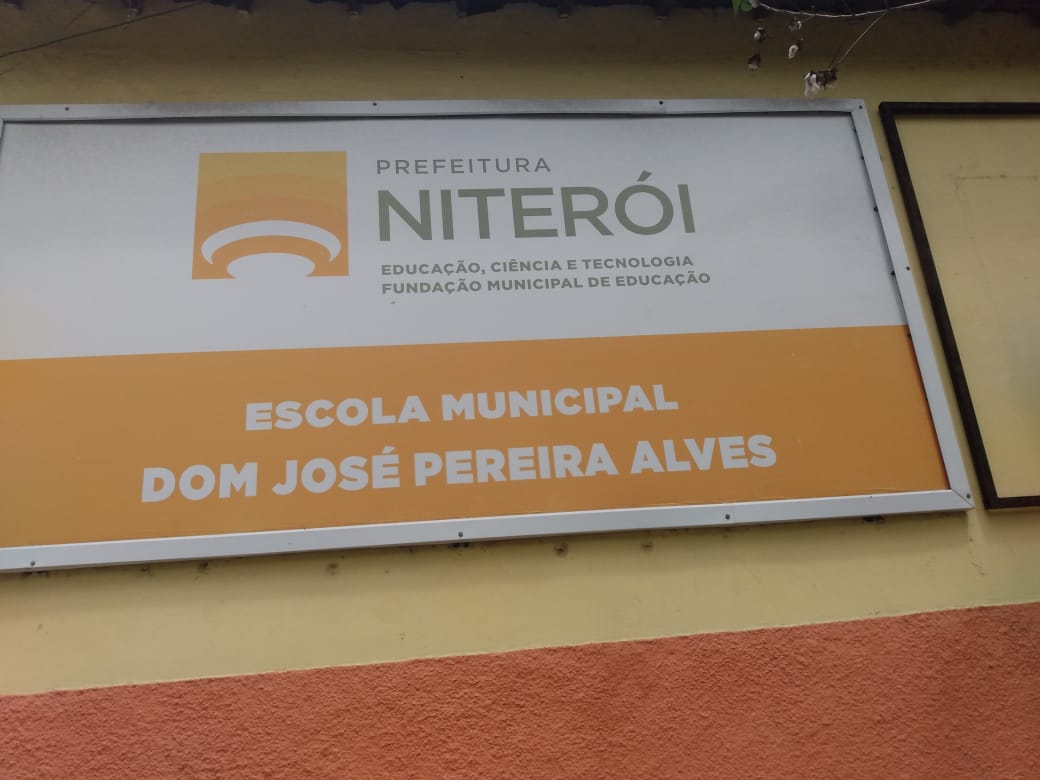 PREFEITURA
NITERÓI
EDUCAÇÃO, CIÊNCIA E TECNOLOGIA
FUNDAÇÃO MUNICIPAL DE EDUCAÇÃO
ESCOLA MUNICIPAL
DOM JOSÉ PEREIRA ALVES